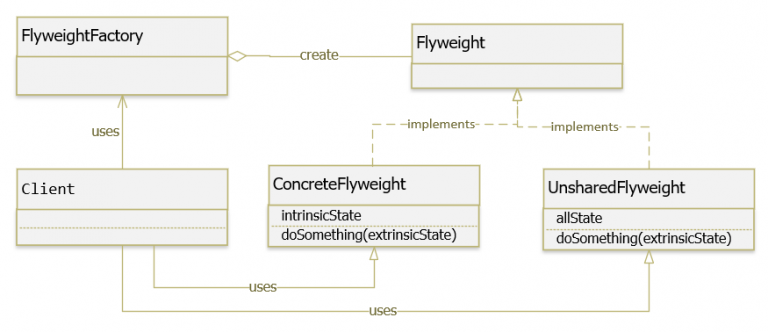 FlyweightFactory
Flyweight
create
implements
implements
uses
Client
ConcreteFlyweight
intrinsicState
doSomething(extrinsicState)
UnsharedFlyweight
allState
doSomething(extrinsicState)
uses
uses